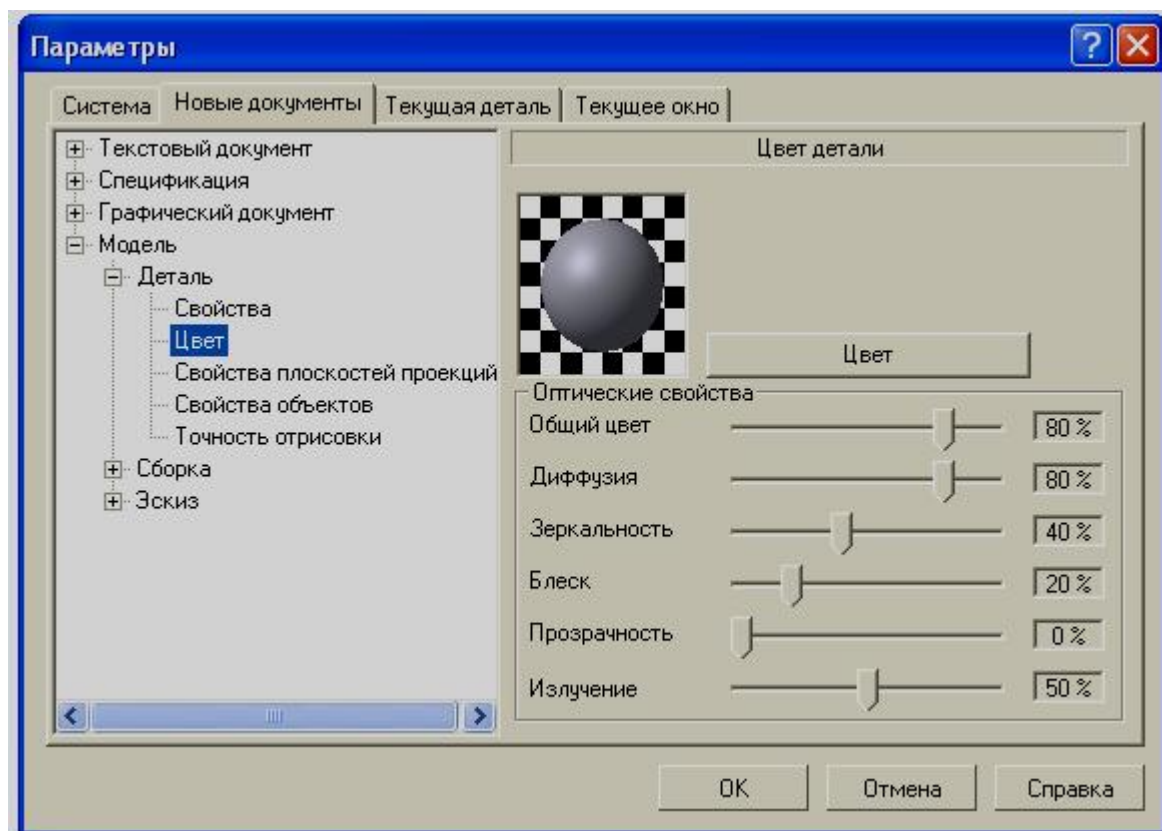 Параметры
Система
Новые документы
Текущая деталь
Текущее окно
Текстовый документ
Спецификация
Графический документ
Модель
Деталь
Свойства
Цвет
Свойства плоскостей проекций
Свойства объектов
Точность отрисовки
Сборка
Эскиз
Цвет детали
Цвет
Оптические свойства
Общий цвет 80 %
Диффузия 80 %
Зеркальность 40 %
Блеск 20 %
Прозрачность 0 %
Излучение 50 %
OK
Отмена
Справка